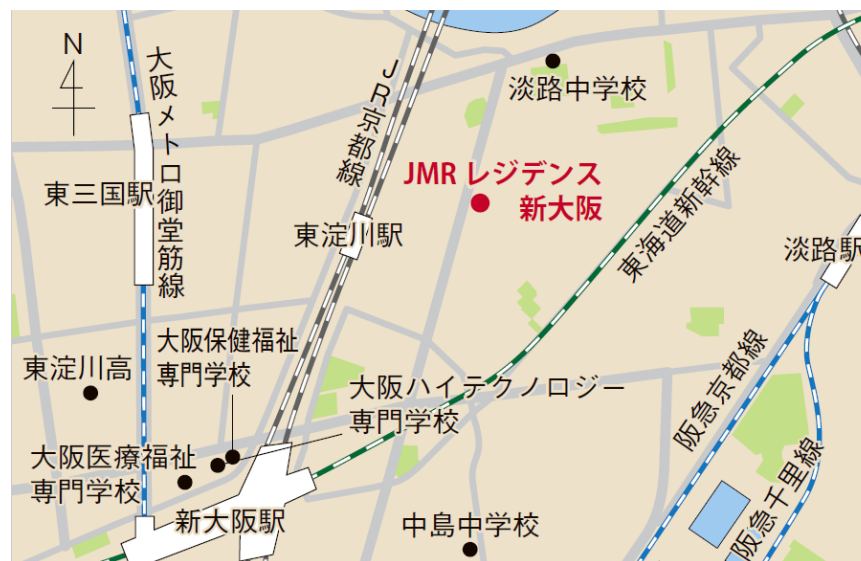 N
大阪メトロ御堂筋線
JR京都線
淡路中学校
JMR レジデンス
新大阪
東三国駅
東淀川駅
東海道新幹線
淡路駅
大阪保健福祉
専門学校
東淀川高
大阪ハイテクノロジー
専門学校
阪急京都線
大阪医療福祉
専門学校
新大阪駅
中島中学校
阪急千里線